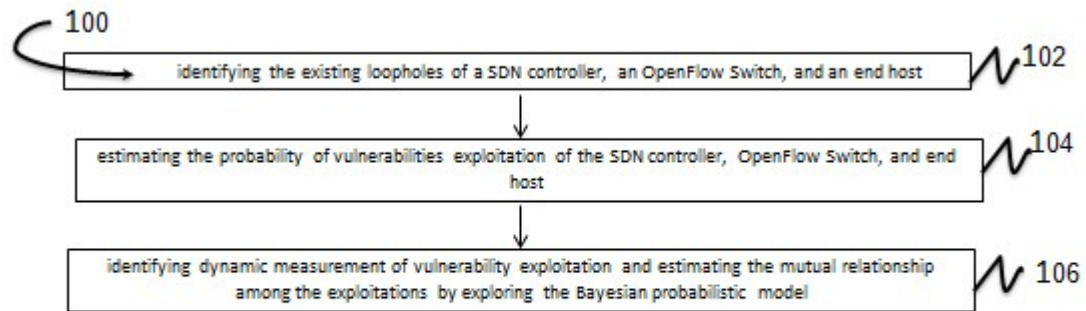 100
identifying the existing loopholes of a SDN controller, an OpenFlow Switch, and an end host
102
estimating the probability of vulnerabilities exploitation of the SDN controller, OpenFlow Switch, and end
host
104
identifying dynamic measurement of vulnerability exploitation and estimating the mutual relationship
among the exploitations by exploring the Bayesian probabilistic model
106